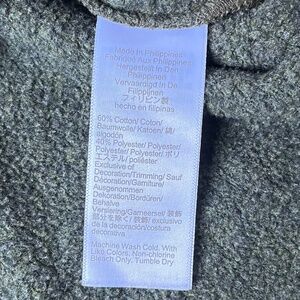 Made In Philippines
Fabriqué Aux Philippines
Hergestellt In Den
Philippinen
Vervaardigd In De
Filippijnen
フィリピン製
hecho en filipinas
60% Cotton/ Coton/
Baumwolle/ Katoen/ 綿/
algodón
40% Polyester/ Polyester/
Polyester/ Polyester/ ポリ
エステル/ poliéster
Exclusive of
Decoration/Trimming/ Sauf
Décoration/Garniture/
Ausgenommen
Dekoration/Bordüren/
Behalve
Versiering/Garneersel/ 装飾
部分を除く/ 装飾/ exclusivo
de la decoración/costura
decorativa
Machine Wash Cold, With
Like Colors, Non-chlorine
Bleach Only, Tumble Dry